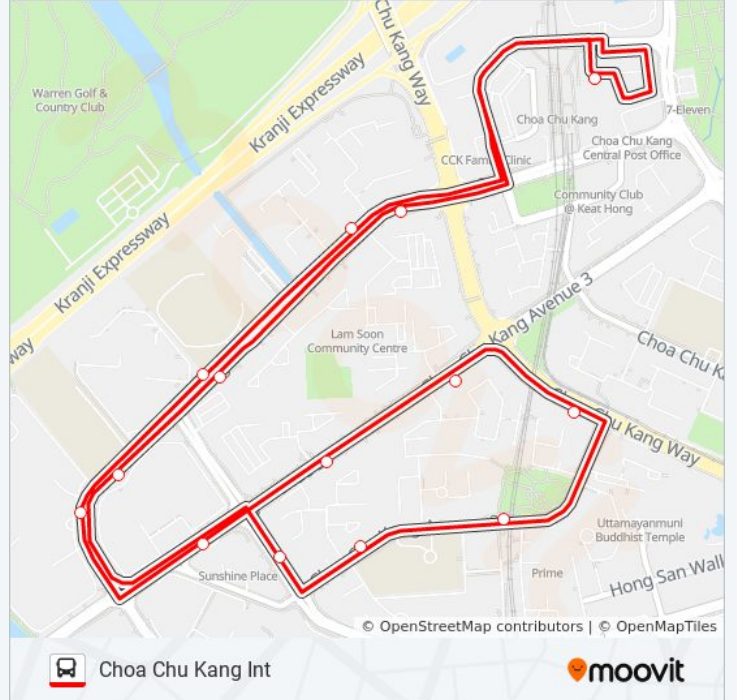 Chu Kang Way
Warren Golf &
Country Club
Kranji Expressway
7-Eleven
Choa Chu Kang
Choa Chu Kang
Central Post Office
CCK Fam
Clinic
Community Club
@ Keat Hong
Kranji Expressway
Kang Avenue 3
way
Lam Soon
Community Centre
Choa Chu K
Chu Kang Way
Uttamayanmuni
Buddhist Temple
Sunshine Place
Prime
Hong San Walk
© OpenStreetMap contributors | © OpenMapTiles
Choa Chu Kang Int
moovit